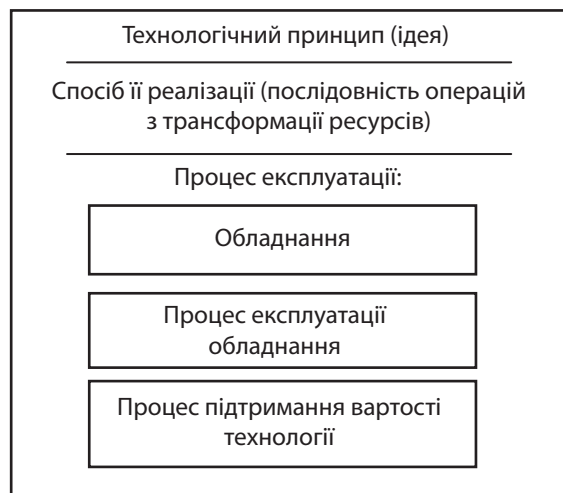 Технологічний принцип (ідея)
Спосіб її реалізації (послідовність операцій
з трансформації ресурсів)
Процес експлуатації:
Обладнання
Процес експлуатації
обладнання
Процес підтримання вартості
технології